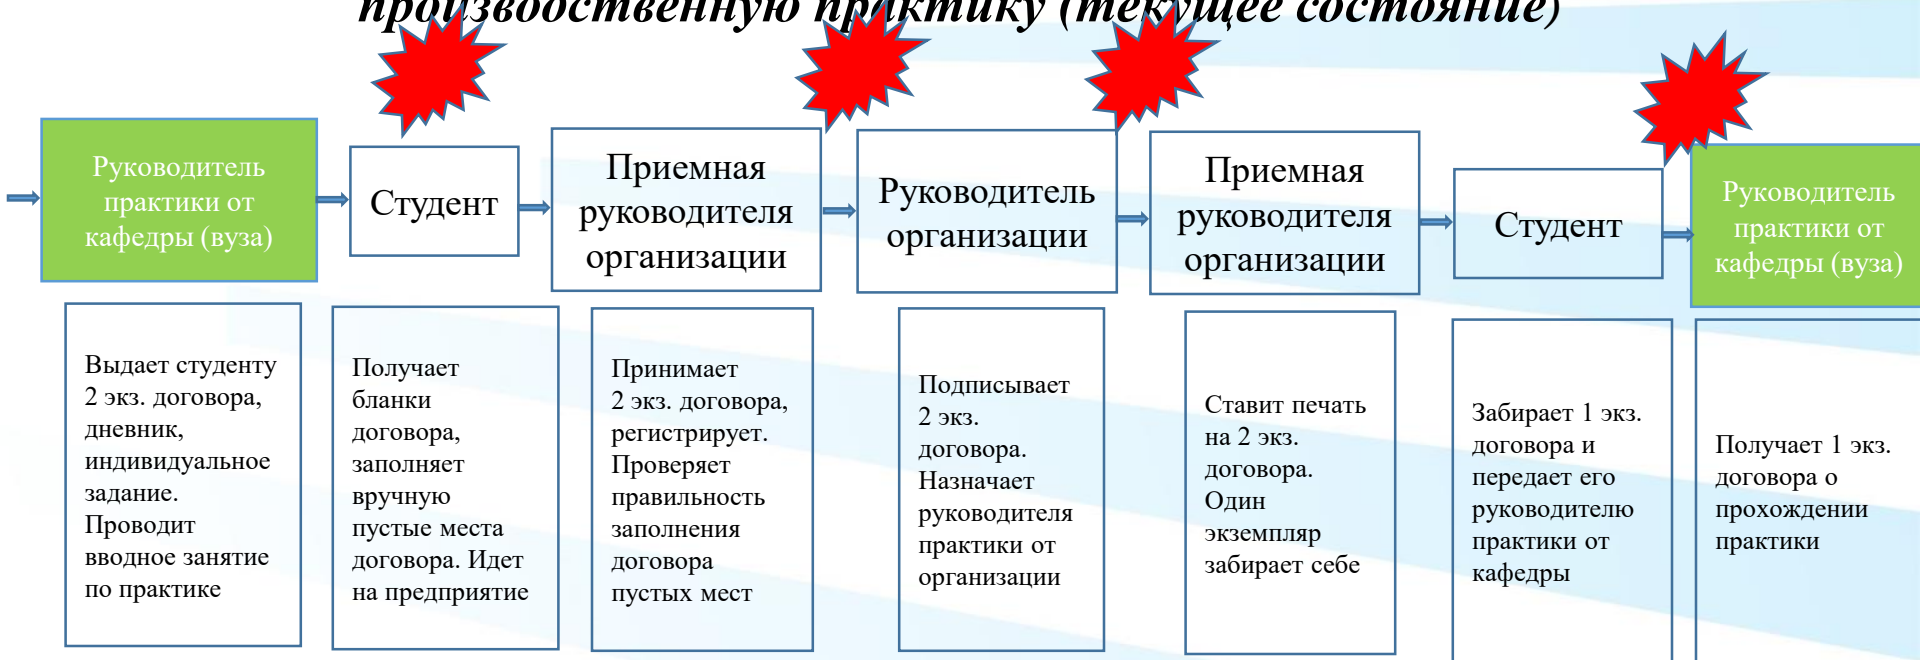 производственную практику (текущее состояние)
Руководитель
практики от
кафедры (вуза)
Студент
Приемная
руководителя
организации
Руководитель
организации
Приемная
руководителя
организации
Студент
Руководитель
практики от
кафедры (вуза)
Выдает студенту
2 экз. договора,
дневник,
индивидуальное
задание.
Проводит
вводное занятие
по практике
Получает
бланки
договора,
заполняет
вручную
пустые места
договора. Идет
на предприятие
Принимает
2 экз. договора,
регистрирует.
Проверяет
правильность
заполнения
договора
пустых мест
Подписывает
2 экз.
договора.
Назначает
руководителя
практики от
организации
Ставит печать
на 2 экз.
договора.
Один
экземпляр
забирает себе
Забирает 1 экз.
договора и
передает его
руководителю
практики от
кафедры
Получает 1 экз.
договора о
прохождении
практики